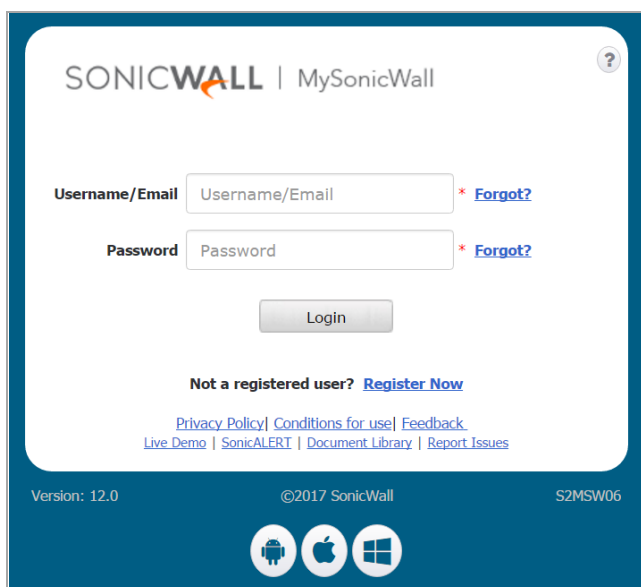 SONICWALL | MySonicWall
?
Username/Email Username/Email * Forgot?
Password Password * Forgot?
Login
Not a registered user? Register Now
Privacy Policy| Conditions for use| Feedback
Live Demo | SonicALERT | Document Library | Report Issues
Version: 12.0 ©2017 SonicWall S2MSW06